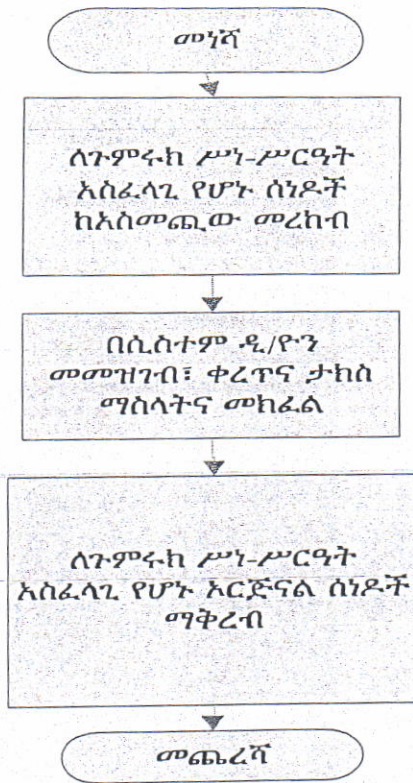 መነሻ
ለጉምሩክ ሥነ-ሥርዓት
አስፈላጊ የሆኑ ሰነዶች
ከአስመጪው መረከብ
በሲስተም ዲ/ዮን
መመዝገብ፣ ቀረጥና ታክስ
ማስላትና መክፈል
ለጉምሩክ ሥነ-ሥርዓት
አስፈላጊ የሆኑ ኦርጅናል ሰነዶች
ማቅረብ
መጨረሻ